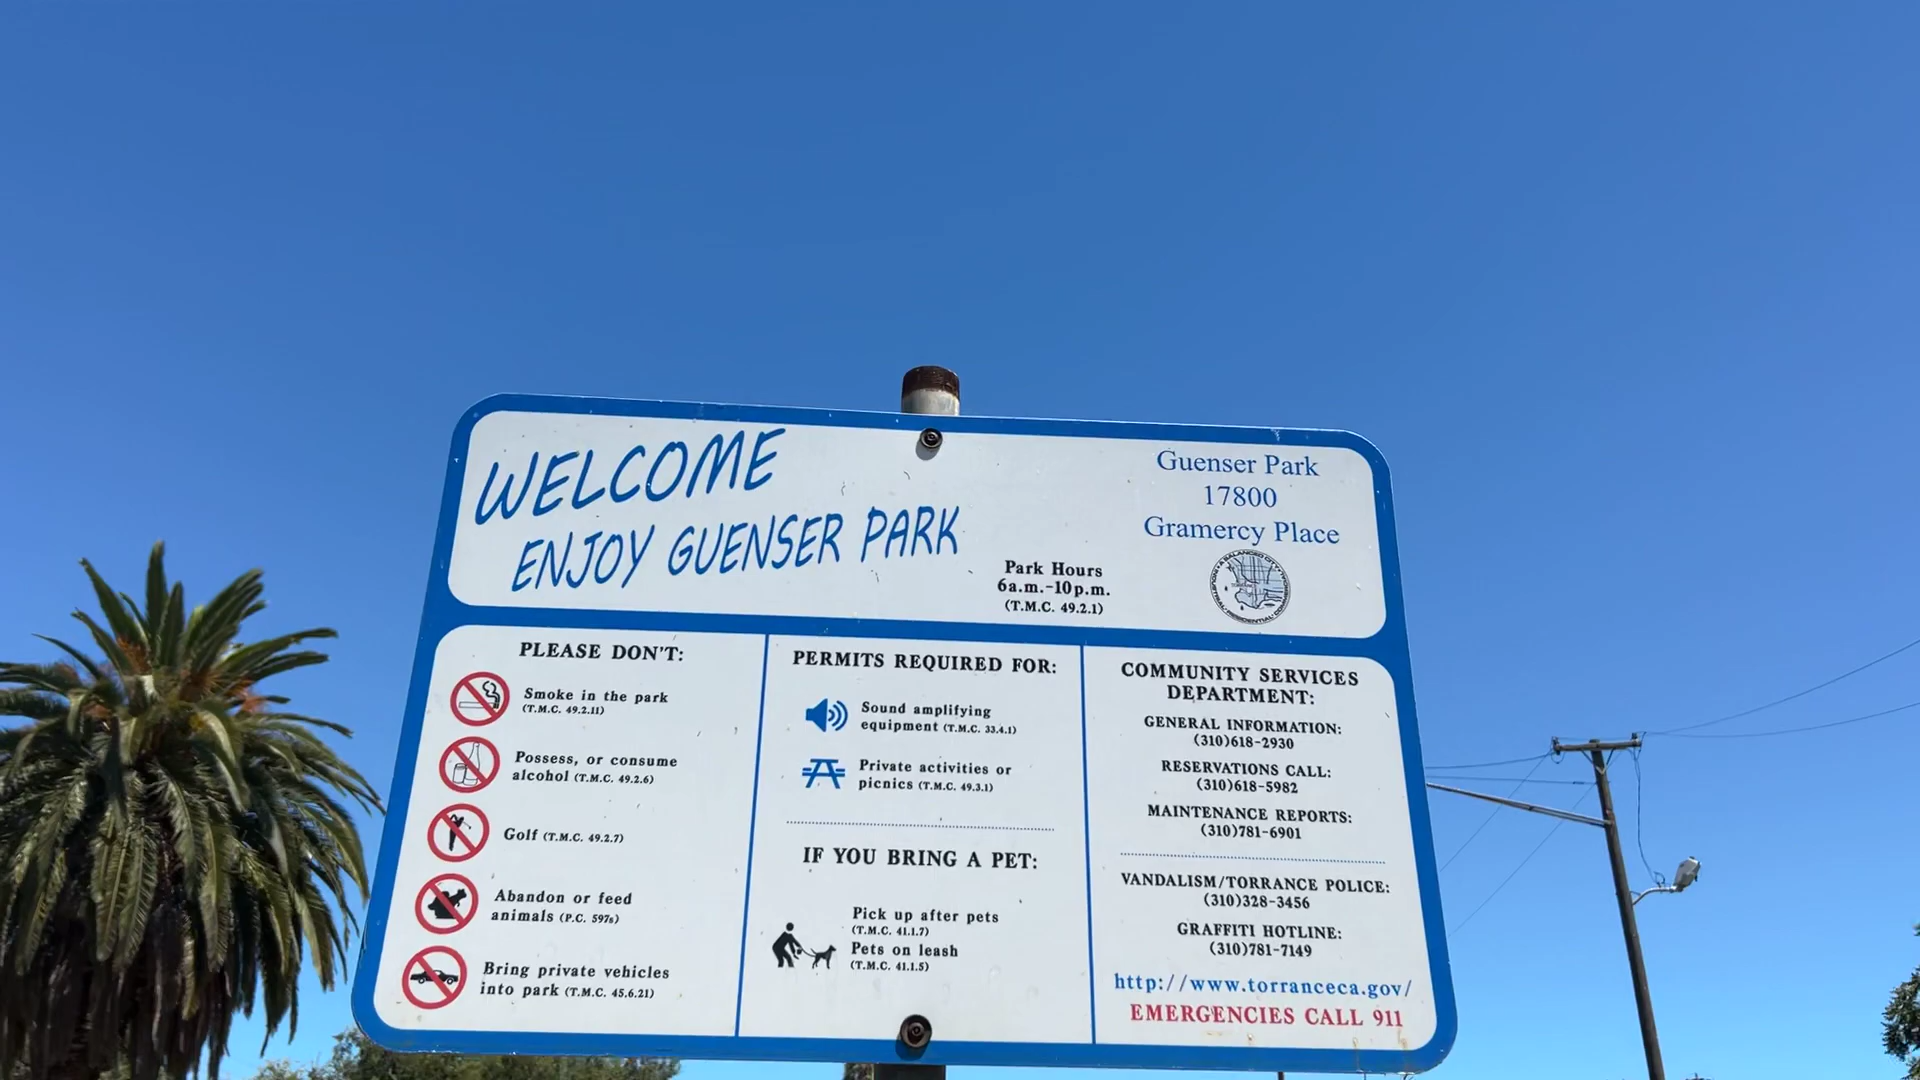 WELCOME
ENJOY GUENSER PARK
Park Hours
6a.m.-10p.m.
(T.M.C. 49.2.1)
Guenser Park
17800
Gramercy Place
A BALANCED CITY
TORRANCE
INDUSTRIAL·RESIDENTIAL·COMMERCIAL
PLEASE DON'T:
Smoke in the park
(T.M.C. 49.2.11)
Possess, or consume
alcohol (T.M.C. 49.2.6)
Golf (T.M.C. 49.2.7)
Abandon or feed
animals (P.C. 597s)
Bring private vehicles
into park (T.M.C. 45.6.21)
PERMITS REQUIRED FOR:
Sound amplifying
equipment (T.M.C. 33.4.1)
Private activities or
picnics (T.M.C. 49.3.1)
IF YOU BRING A PET:
Pick up after pets
(T.M.C. 41.1.7)
Pets on leash
(T.M.C. 41.1.5)
COMMUNITY SERVICES
DEPARTMENT:
GENERAL INFORMATION:
(310)618-2930
RESERVATIONS CALL:
(310)618-5982
MAINTENANCE REPORTS:
(310)781-6901
VANDALISM/TORRANCE POLICE:
(310)328-3456
GRAFFITI HOTLINE:
(310)781-7149
http://www.torranceca.gov/
EMERGENCIES CALL 911